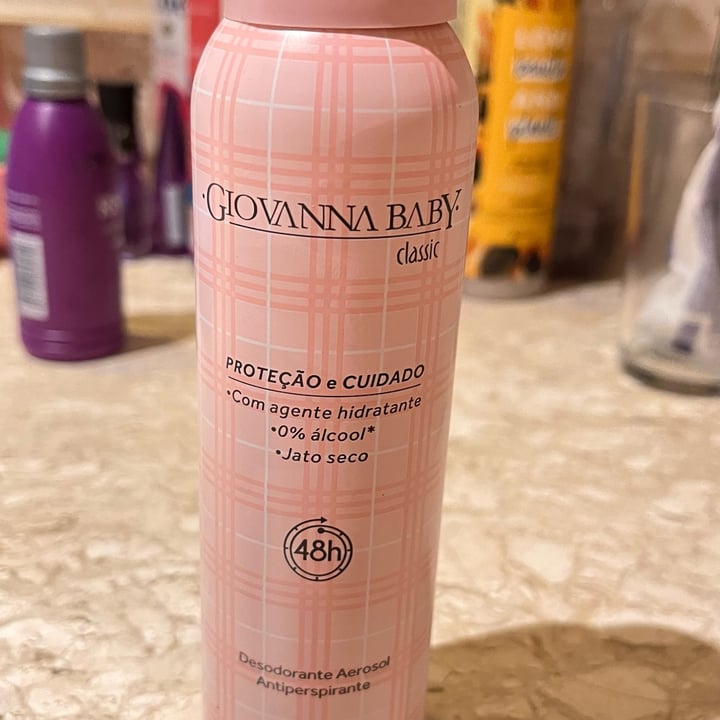 ·GIOVANNA BABY·
classic
PROTEÇÃO e CUIDADO
•Com agente hidratante
•0% álcool*
•Jato seco
48h
Desodorante Aerosol
Antiperspirante